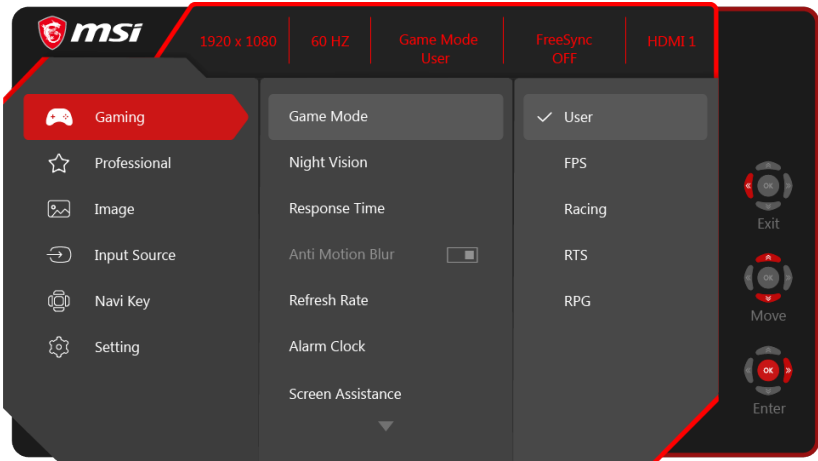 msi
1920 x 1080
60 HZ
Game Mode
User
FreeSync
OFF
HDMI 1
Gaming
Professional
Image
Input Source
Navi Key
Setting
Game Mode
Night Vision
Response Time
Anti Motion Blur
Refresh Rate
Alarm Clock
Screen Assistance
User
FPS
Racing
RTS
RPG
OK
Exit
OK
Move
OK
Enter